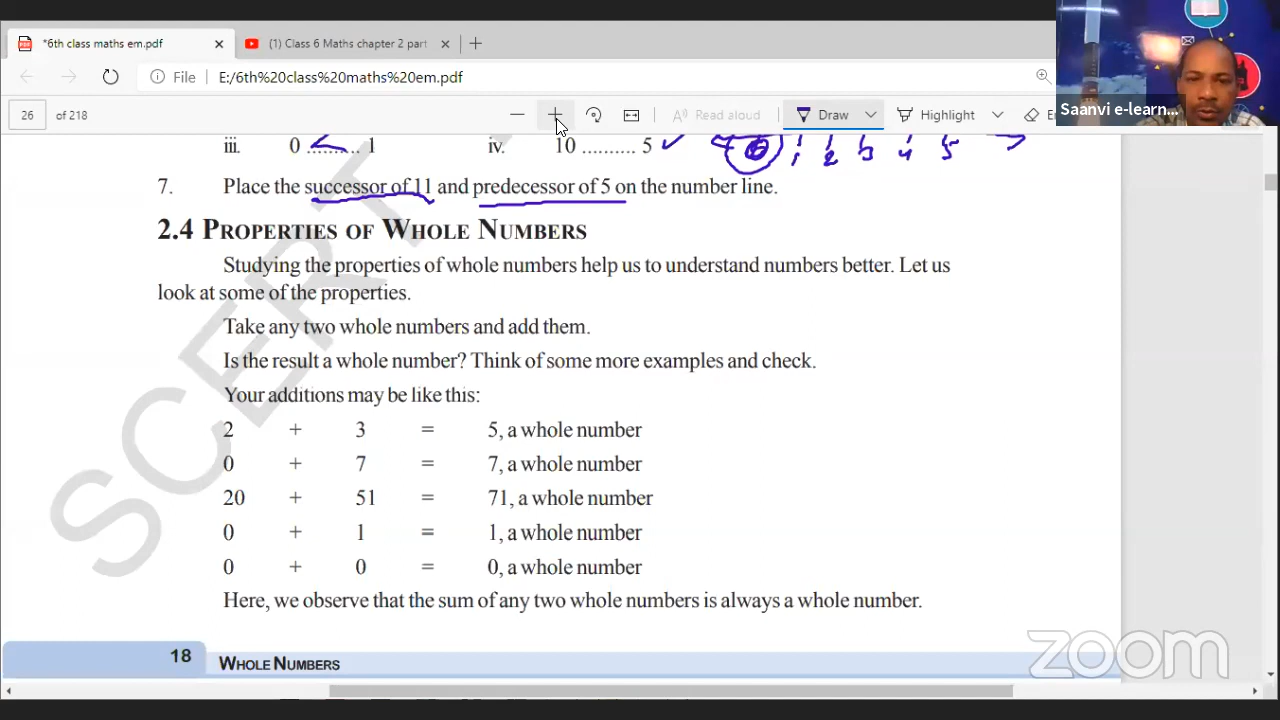 *6th class maths em.pdf
(1) Class 6 Maths chapter 2 part
File E:/6th%20class%20maths%20em.pdf
26 of 218
Read aloud
Draw
Highlight
Saanvi e-learn...
iii. 0 .......... 1 iv. 10 .......... 5
1 2 3 4 5
7. Place the successor of 11 and predecessor of 5 on the number line.
2.4 PROPERTIES OF WHOLE NUMBERS
Studying the properties of whole numbers help us to understand numbers better. Let us
look at some of the properties.
Take any two whole numbers and add them.
Is the result a whole number? Think of some more examples and check.
Your additions may be like this:
2 + 3 = 5, a whole number
0 + 7 = 7, a whole number
20 + 51 = 71, a whole number
0 + 1 = 1, a whole number
0 + 0 = 0, a whole number
Here, we observe that the sum of any two whole numbers is always a whole number.
18 WHOLE NUMBERS
SCERT
zoom